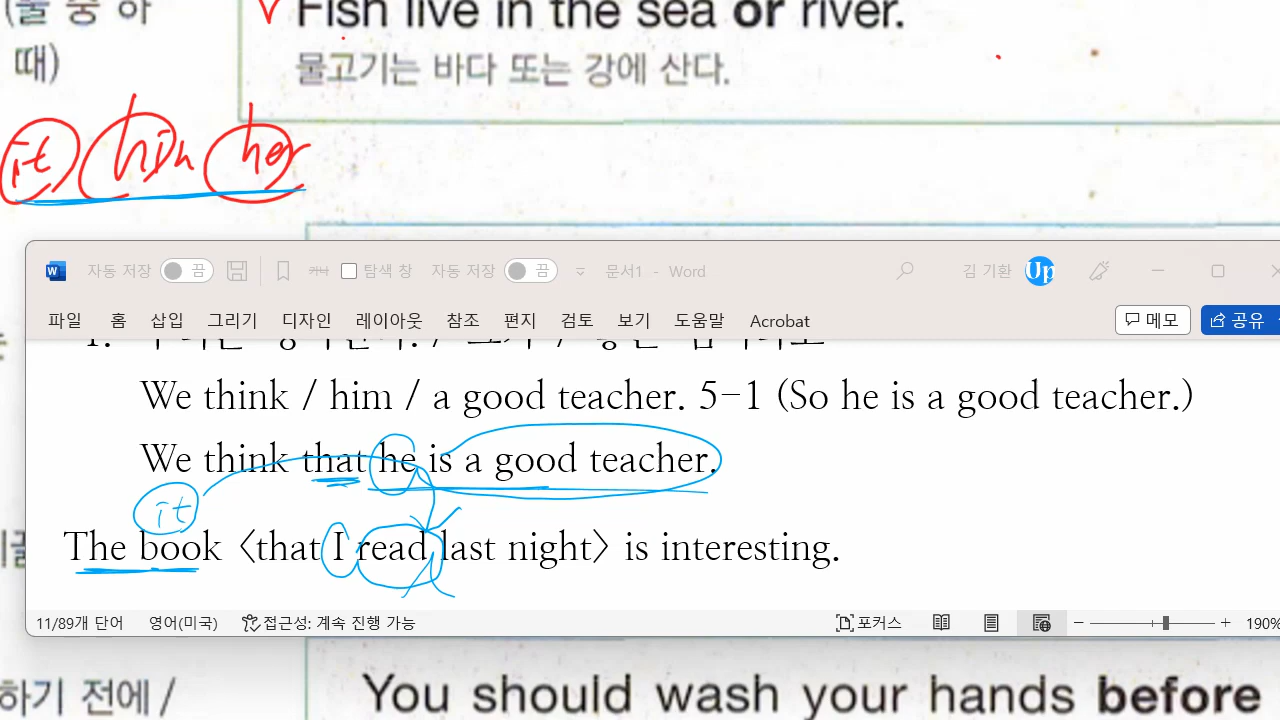 (둘 중 하
때)
Fish live in the sea or river.
물고기는 바다 또는 강에 산다.
it him her
자동 저장 끔 탐색 창 자동 저장 끔 문서1 - Word 김 기환 Up
파일 홈 삽입 그리기 디자인 레이아웃 참조 편지 검토 보기 도움말 Acrobat 메모 공유
We think / him / a good teacher. 5-1 (So he is a good teacher.)
We think that he is a good teacher.
it
The book <that I read last night> is interesting.
11/89개 단어 영어(미국) 접근성: 계속 진행 가능 포커스 190%
하기 전에 /
You should wash your hands before